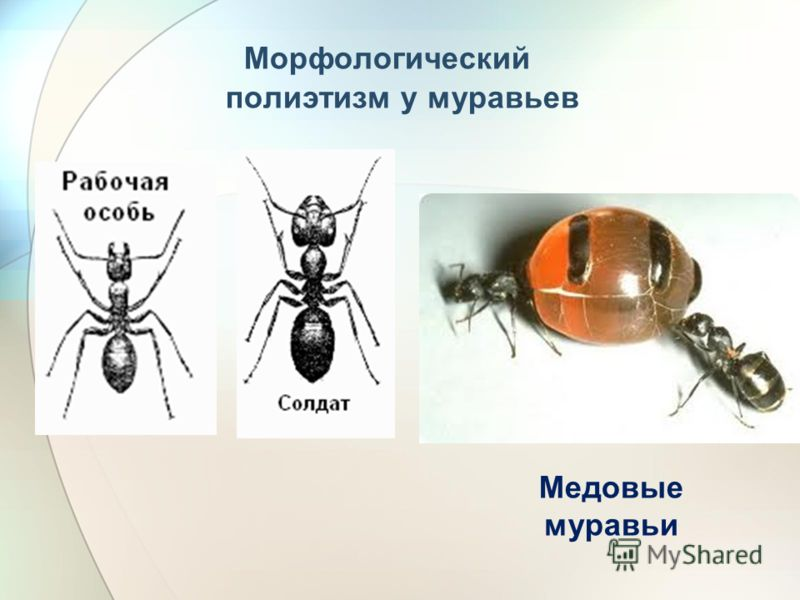 Морфологический
полиэтизм у муравьев
Рабочая
особь
Солдат
Медовые
муравьи
MyShared